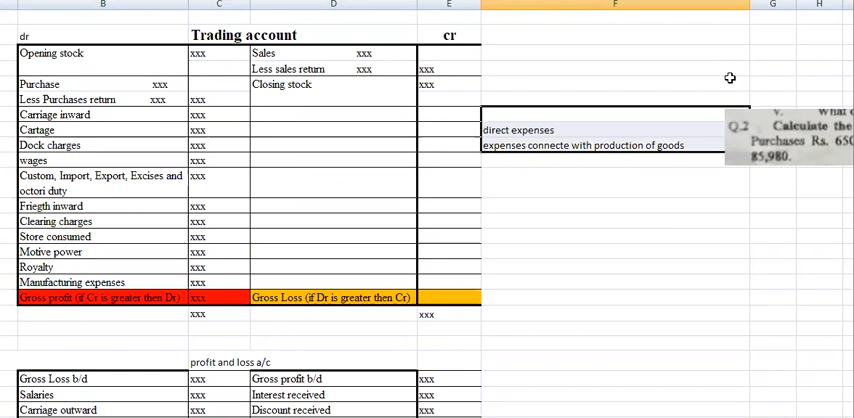 B C D E F G H
dr Trading account cr
Opening stock xxx Sales xxx
Less sales return xxx xxx
Purchase xxx Closing stock xxx
Less Purchases return xxx xxx
Carriage inward xxx
Cartage xxx direct expenses
Dock charges xxx expenses connecte with production of goods
wages xxx
Custom, Import, Export, Excises and xxx
octori duty
Friegth inward xxx
Clearing charges xxx
Store consumed xxx
Motive power xxx
Royalty xxx
Manufacturing expenses xxx
Gross profit (if Cr is greater then Dr) xxx Gross Loss (if Dr is greater then Cr)
xxx xxx
profit and loss a/c
Gross Loss b/d xxx Gross profit b/d xxx
Salaries xxx Interest received xxx
Carriage outward xxx Discount received xxx
v. What
Q.2 Calculate the
Purchases Rs. 650
85,980.